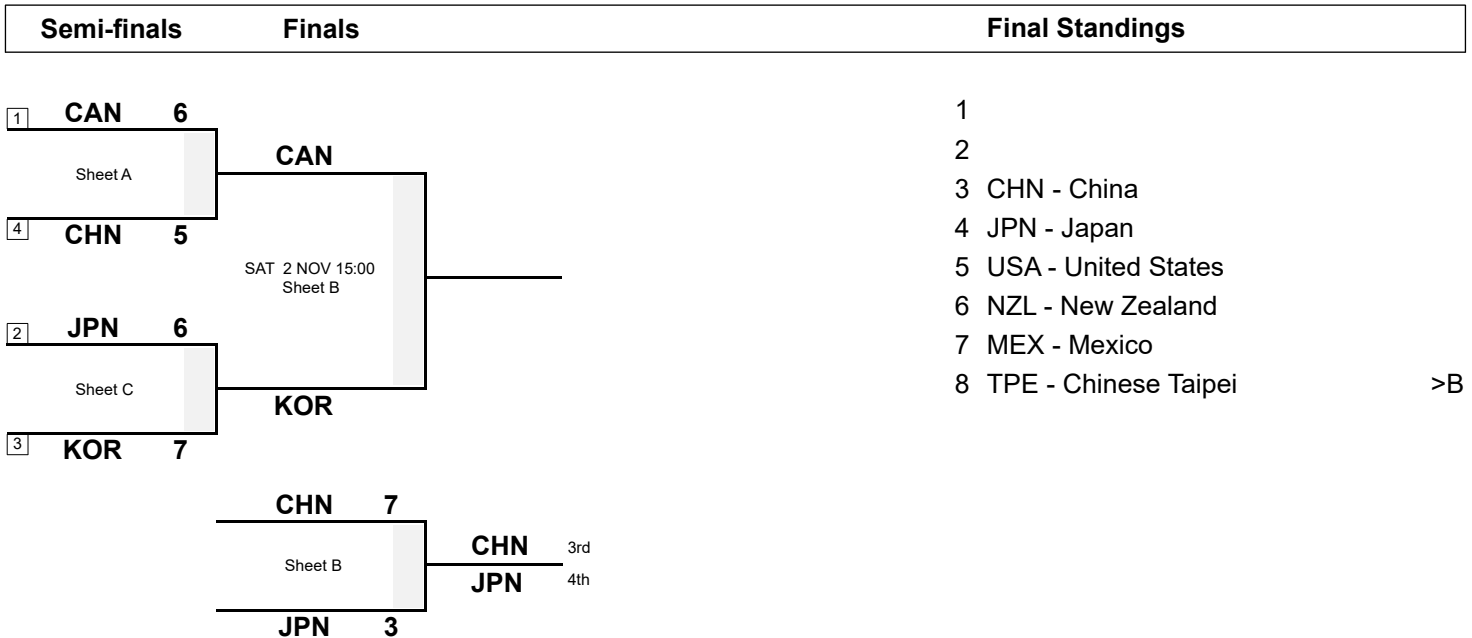 Semi-finals Finals Final Standings
1 CAN 6
Sheet A
4 CHN 5
CAN
SAT 2 NOV 15:00
Sheet B
KOR
2 JPN 6
Sheet C
3 KOR 7
CHN 7
Sheet B
JPN 3
CHN 3rd
JPN 4th
1
2
3 CHN - China
4 JPN - Japan
5 USA - United States
6 NZL - New Zealand
7 MEX - Mexico
8 TPE - Chinese Taipei >B